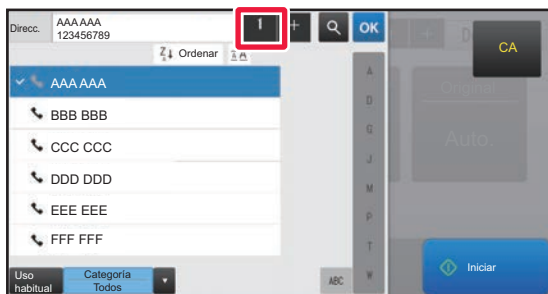 Direcc.
AAA AAA
123456789
1
+
OK
+
CA
Z↓ Ordenar
A
AAA AAA
Original
D
BBB BBB
G
CCC CCC
Auto.
J
DDD DDD
M
EEE EEE
P
FFF FFF
T
Uso
habitual
Categoría
Todos
ABC
W
Iniciar